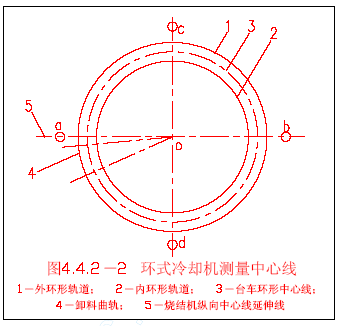 1
3
2
c
5
a
b
o
4
d
图4.4.2-2 环式冷却机测量中心线
1-外环形轨道; 2-内环形轨道; 3-台车环形中心线;
4-卸料曲轨; 5-烧结机纵向中心线延伸线